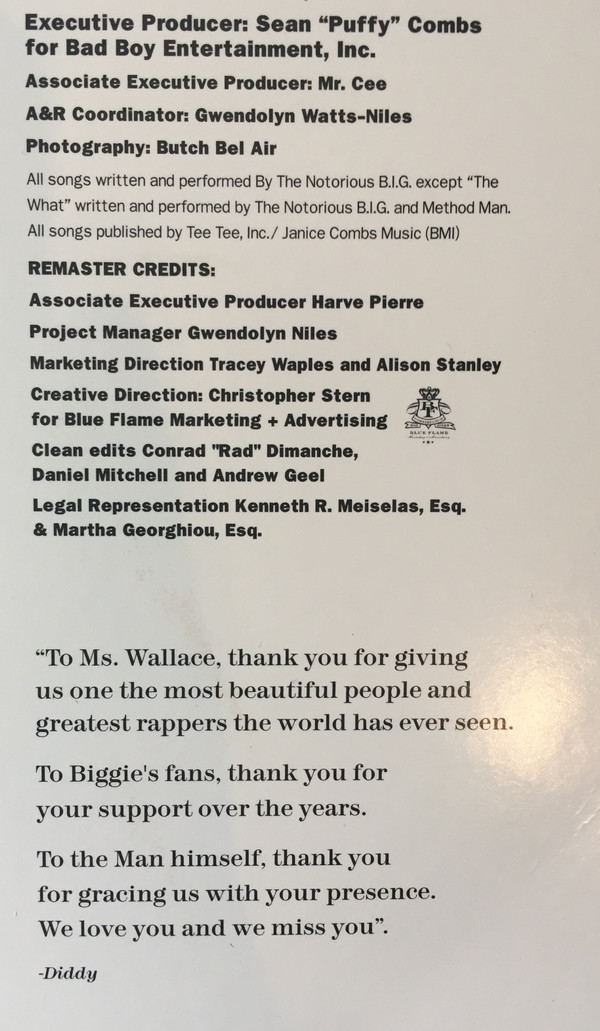 Executive Producer: Sean “Puffy” Combs
for Bad Boy Entertainment, Inc.
Associate Executive Producer: Mr. Cee
A&R Coordinator: Gwendolyn Watts-Niles
Photography: Butch Bel Air
All songs written and performed By The Notorious B.I.G. except “The
What” written and performed by The Notorious B.I.G. and Method Man.
All songs published by Tee Tee, Inc./ Janice Combs Music (BMI)
REMASTER CREDITS:
Associate Executive Producer Harve Pierre
Project Manager Gwendolyn Niles
Marketing Direction Tracey Waples and Alison Stanley
Creative Direction: Christopher Stern
for Blue Flame Marketing + Advertising
BLUE FLAME
Clean edits Conrad "Rad" Dimanche,
Daniel Mitchell and Andrew Geel
Legal Representation Kenneth R. Meiselas, Esq.
& Martha Georghiou, Esq.
“To Ms. Wallace, thank you for giving
us one the most beautiful people and
greatest rappers the world has ever seen.
To Biggie's fans, thank you for
your support over the years.
To the Man himself, thank you
for gracing us with your presence.
We love you and we miss you”.
-Diddy